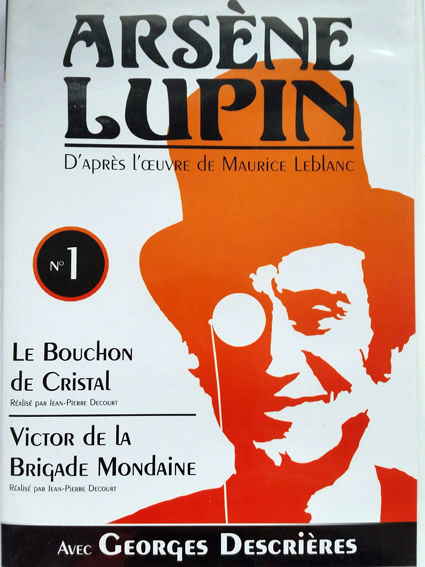 ARSÈNE
LUPIN
D'APRÈS L'ŒUVRE DE MAURICE LEBLANC
N° 1
LE BOUCHON
DE CRISTAL
RÉALISÉ PAR JEAN-PIERRE DECOURT
VICTOR DE LA
BRIGADE MONDAINE
RÉALISÉ PAR JEAN-PIERRE DECOURT
AVEC GEORGES DESCRIÈRES